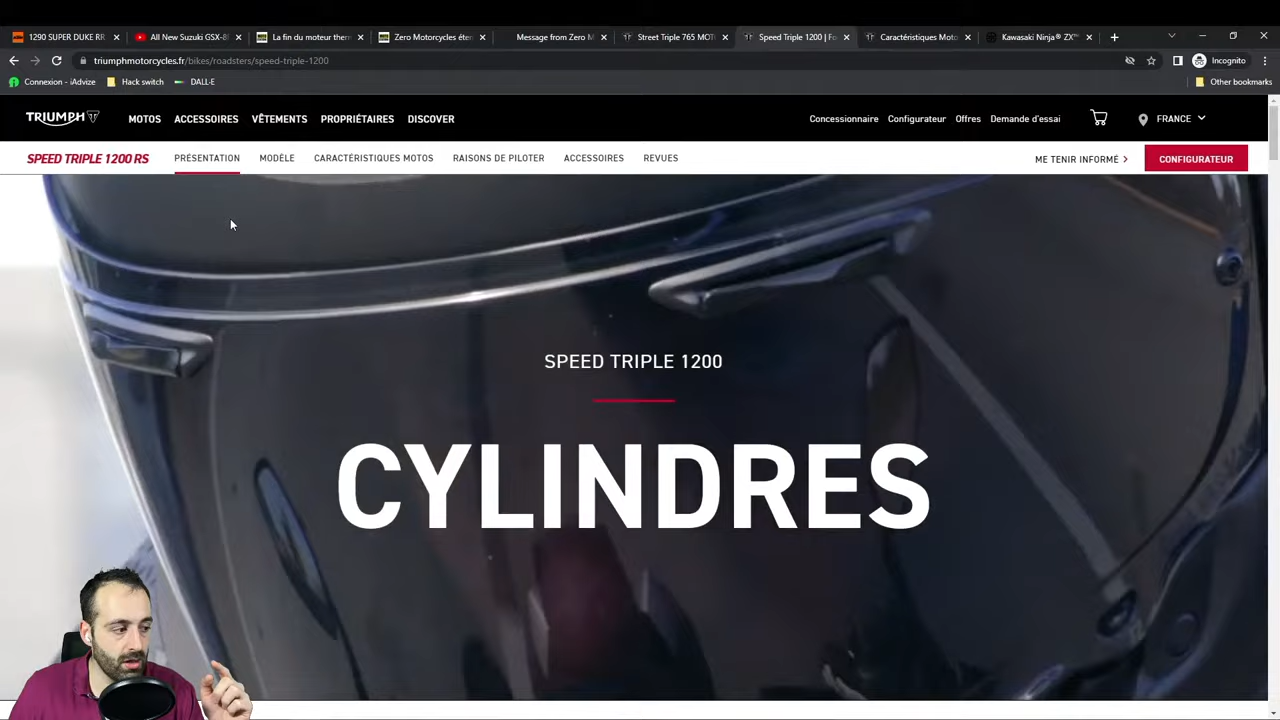 1290 SUPER DUKE RR
All New Suzuki GSX-8
La fin du moteur ther
Zero Motorcycles éten
Message from Zero M
Street Triple 765 MOT
Speed Triple 1200 | Fo
Caractéristiques Moto
Kawasaki Ninja® ZX™
triumphmotorcycles.fr/bikes/roadsters/speed-triple-1200
Incognito
Connexion - iAdvize
Hack switch
DALL-E
Other bookmarks
TRIUMPH
MOTOS
ACCESSOIRES
VÊTEMENTS
PROPRIÉTAIRES
DISCOVER
Concessionnaire
Configurateur
Offres
Demande d'essai
FRANCE
SPEED TRIPLE 1200 RS
PRÉSENTATION
MODÈLE
CARACTÉRISTIQUES MOTOS
RAISONS DE PILOTER
ACCESSOIRES
REVUES
ME TENIR INFORMÉ
CONFIGURATEUR
SPEED TRIPLE 1200
CYLINDRES